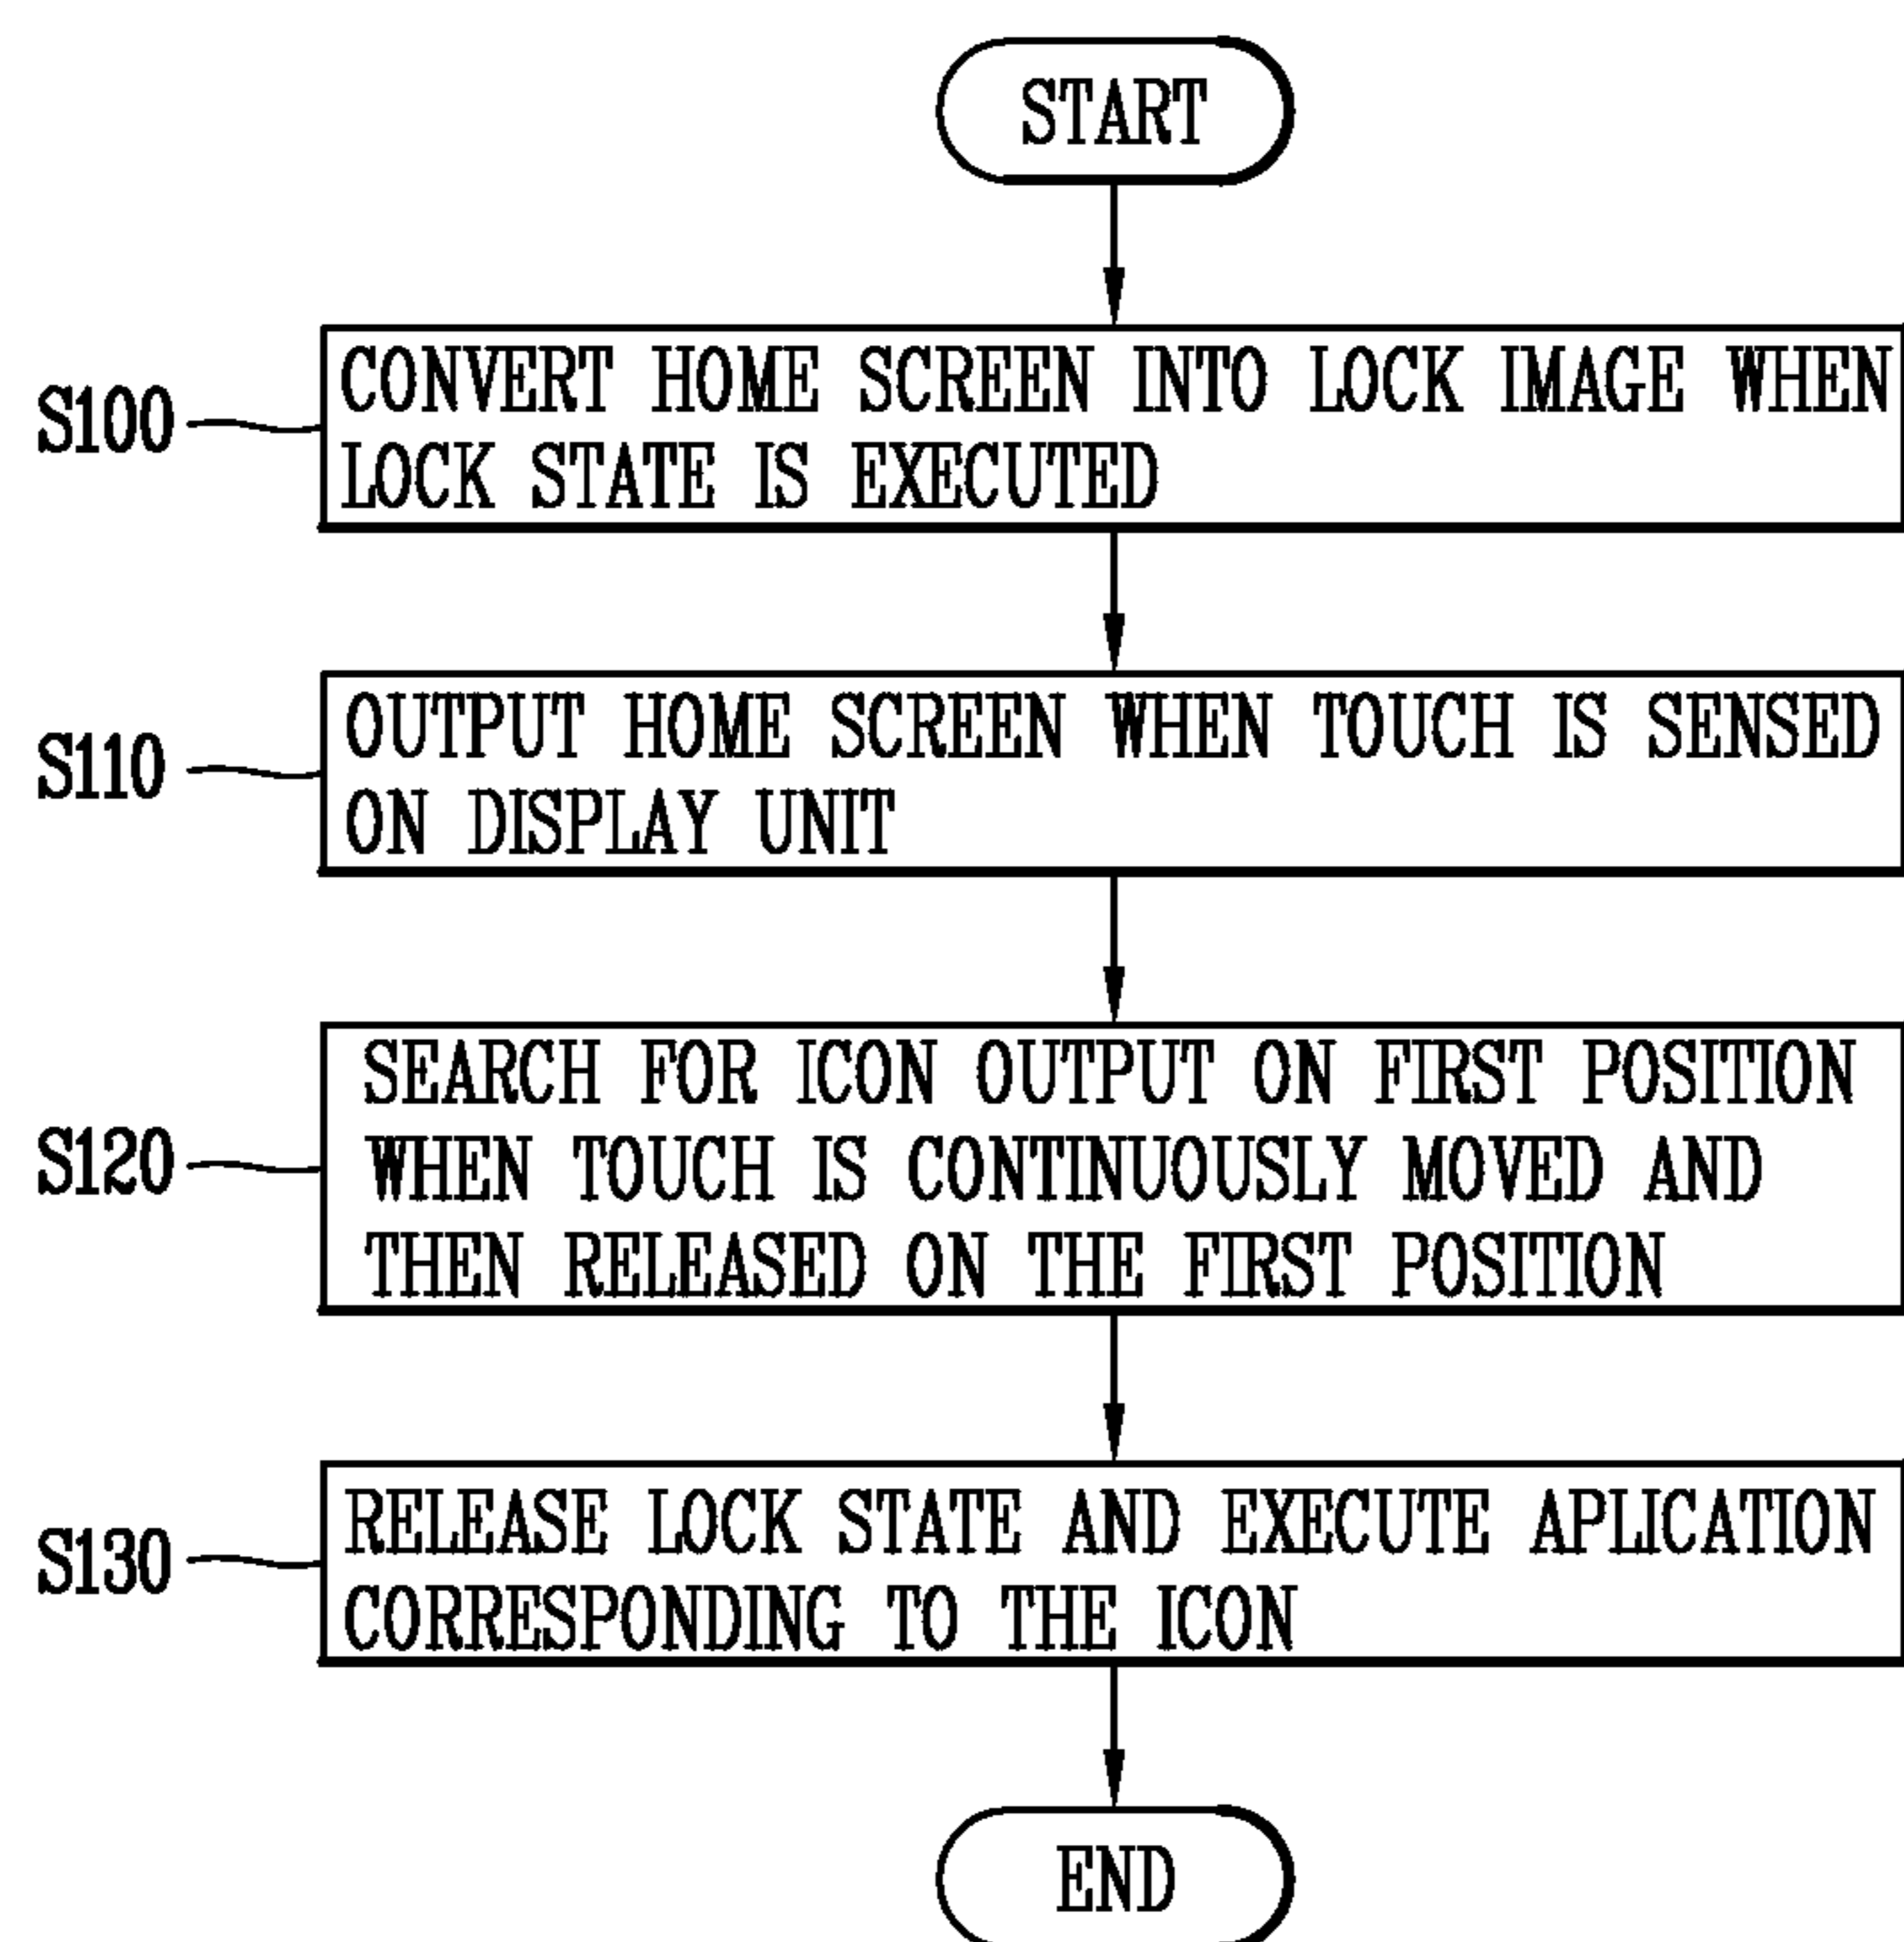 START
S100
CONVERT HOME SCREEN INTO LOCK IMAGE WHEN
LOCK STATE IS EXECUTED
S110
OUTPUT HOME SCREEN WHEN TOUCH IS SENSED
ON DISPLAY UNIT
S120
SEARCH FOR ICON OUTPUT ON FIRST POSITION
WHEN TOUCH IS CONTINUOUSLY MOVED AND
THEN RELEASED ON THE FIRST POSITION
S130
RELEASE LOCK STATE AND EXECUTE APLICATION
CORRESPONDING TO THE ICON
END